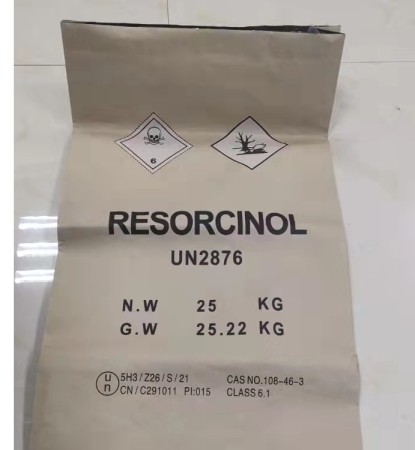 6
RESORCINOL
UN2876
N.W 25 KG
G.W 25.22 KG
un 5H3/Z26/S/21 CAS NO.108-46-3
CN/C291011 PI:015 CLASS 6.1